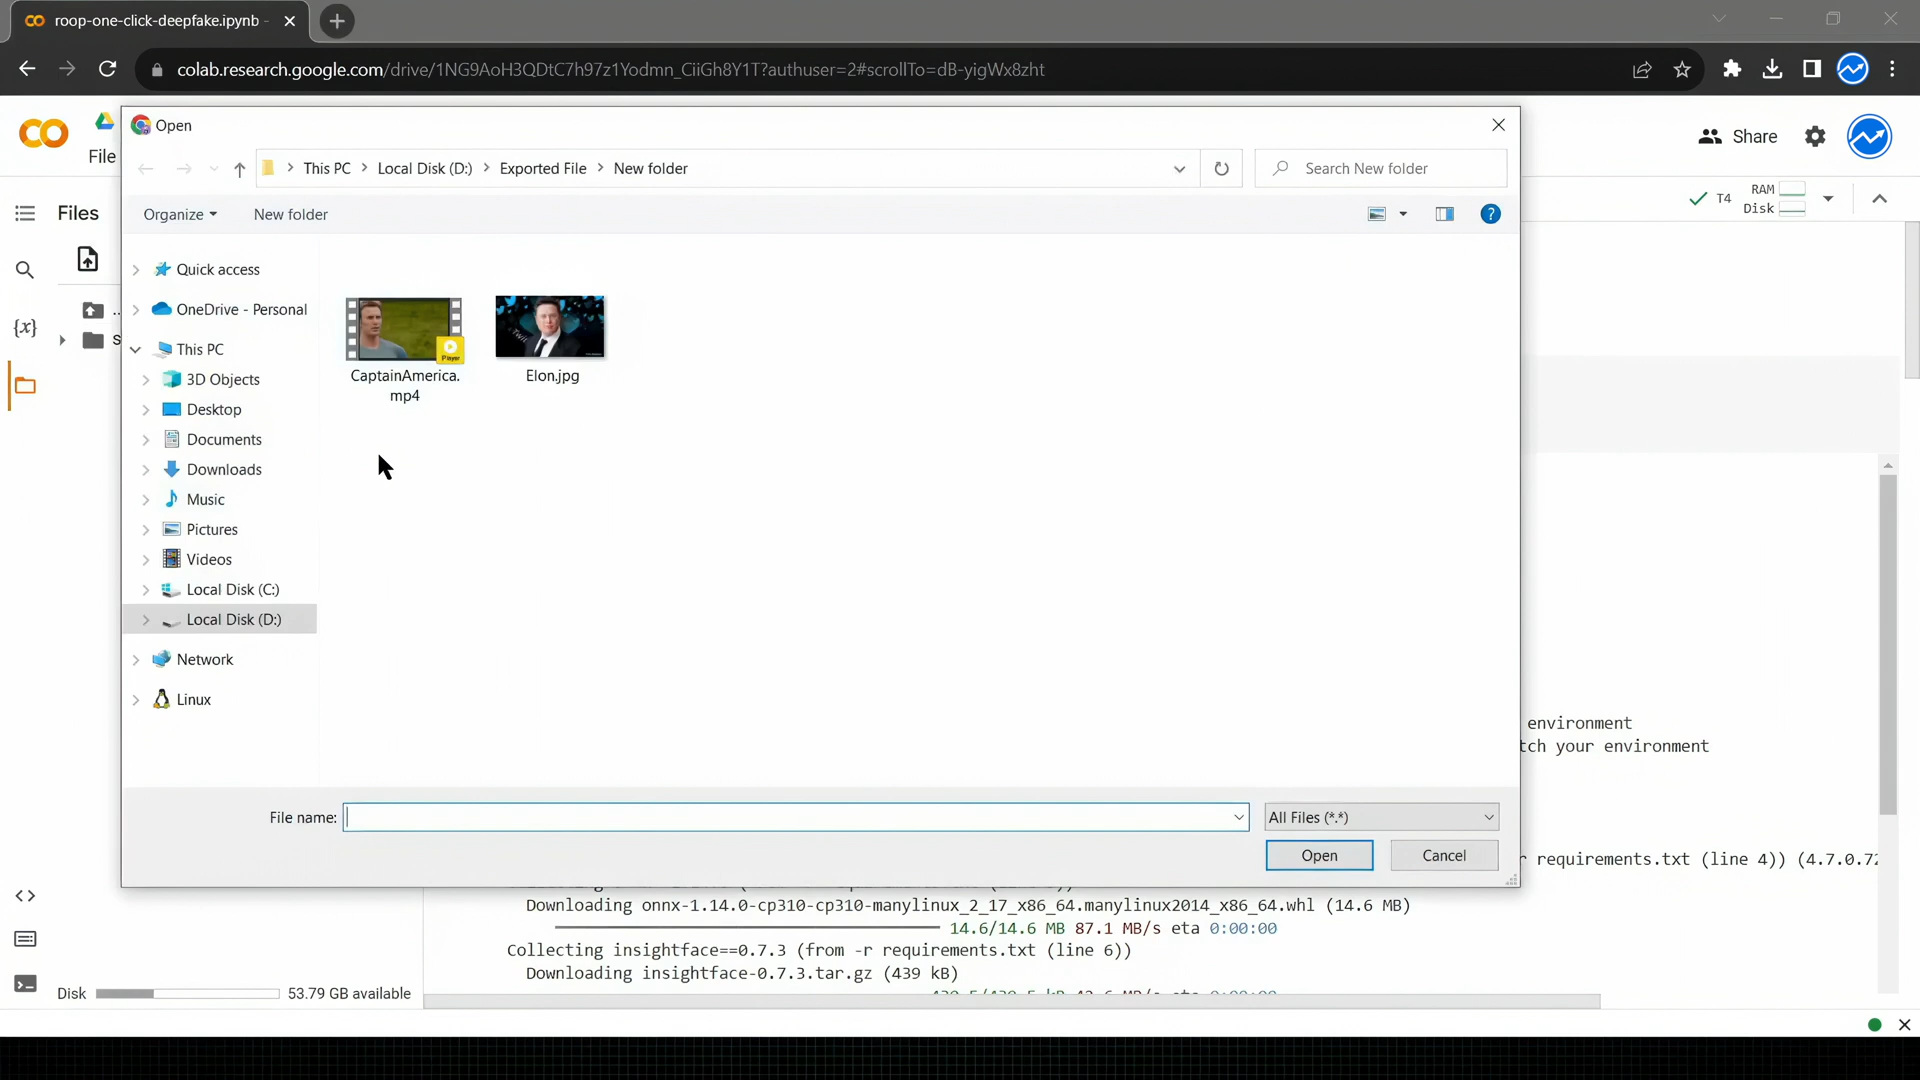 roop-one-click-deepfake.ipynb -
colab.research.google.com/drive/1NG9AoH3QDtC7h97z1Yodmn_CiiGh8Y1T?authuser=2#scrollTo=dB-yigWx8zht
Open
File
Share
This PC
Local Disk (D:)
Exported File
New folder
Search New folder
Organize
New folder
T4
RAM
Disk
Files
{x}
..
s
Quick access
OneDrive - Personal
This PC
3D Objects
Desktop
Documents
Downloads
Music
Pictures
Videos
Local Disk (C:)
Local Disk (D:)
Network
Linux
Player
CaptainAmerica.
mp4
Elon.jpg
environment
tch your environment
File name:
All Files (*.*)
Open
Cancel
r requirements.txt (line 4)) (4.7.0.72
Downloading onnx-1.14.0-cp310-cp310-manylinux_2_17_x86_64.manylinux2014_x86_64.whl (14.6 MB)
14.6/14.6 MB 87.1 MB/s eta 0:00:00
Collecting insightface==0.7.3 (from -r requirements.txt (line 6))
Downloading insightface-0.7.3.tar.gz (439 kB)
Disk
53.79 GB available